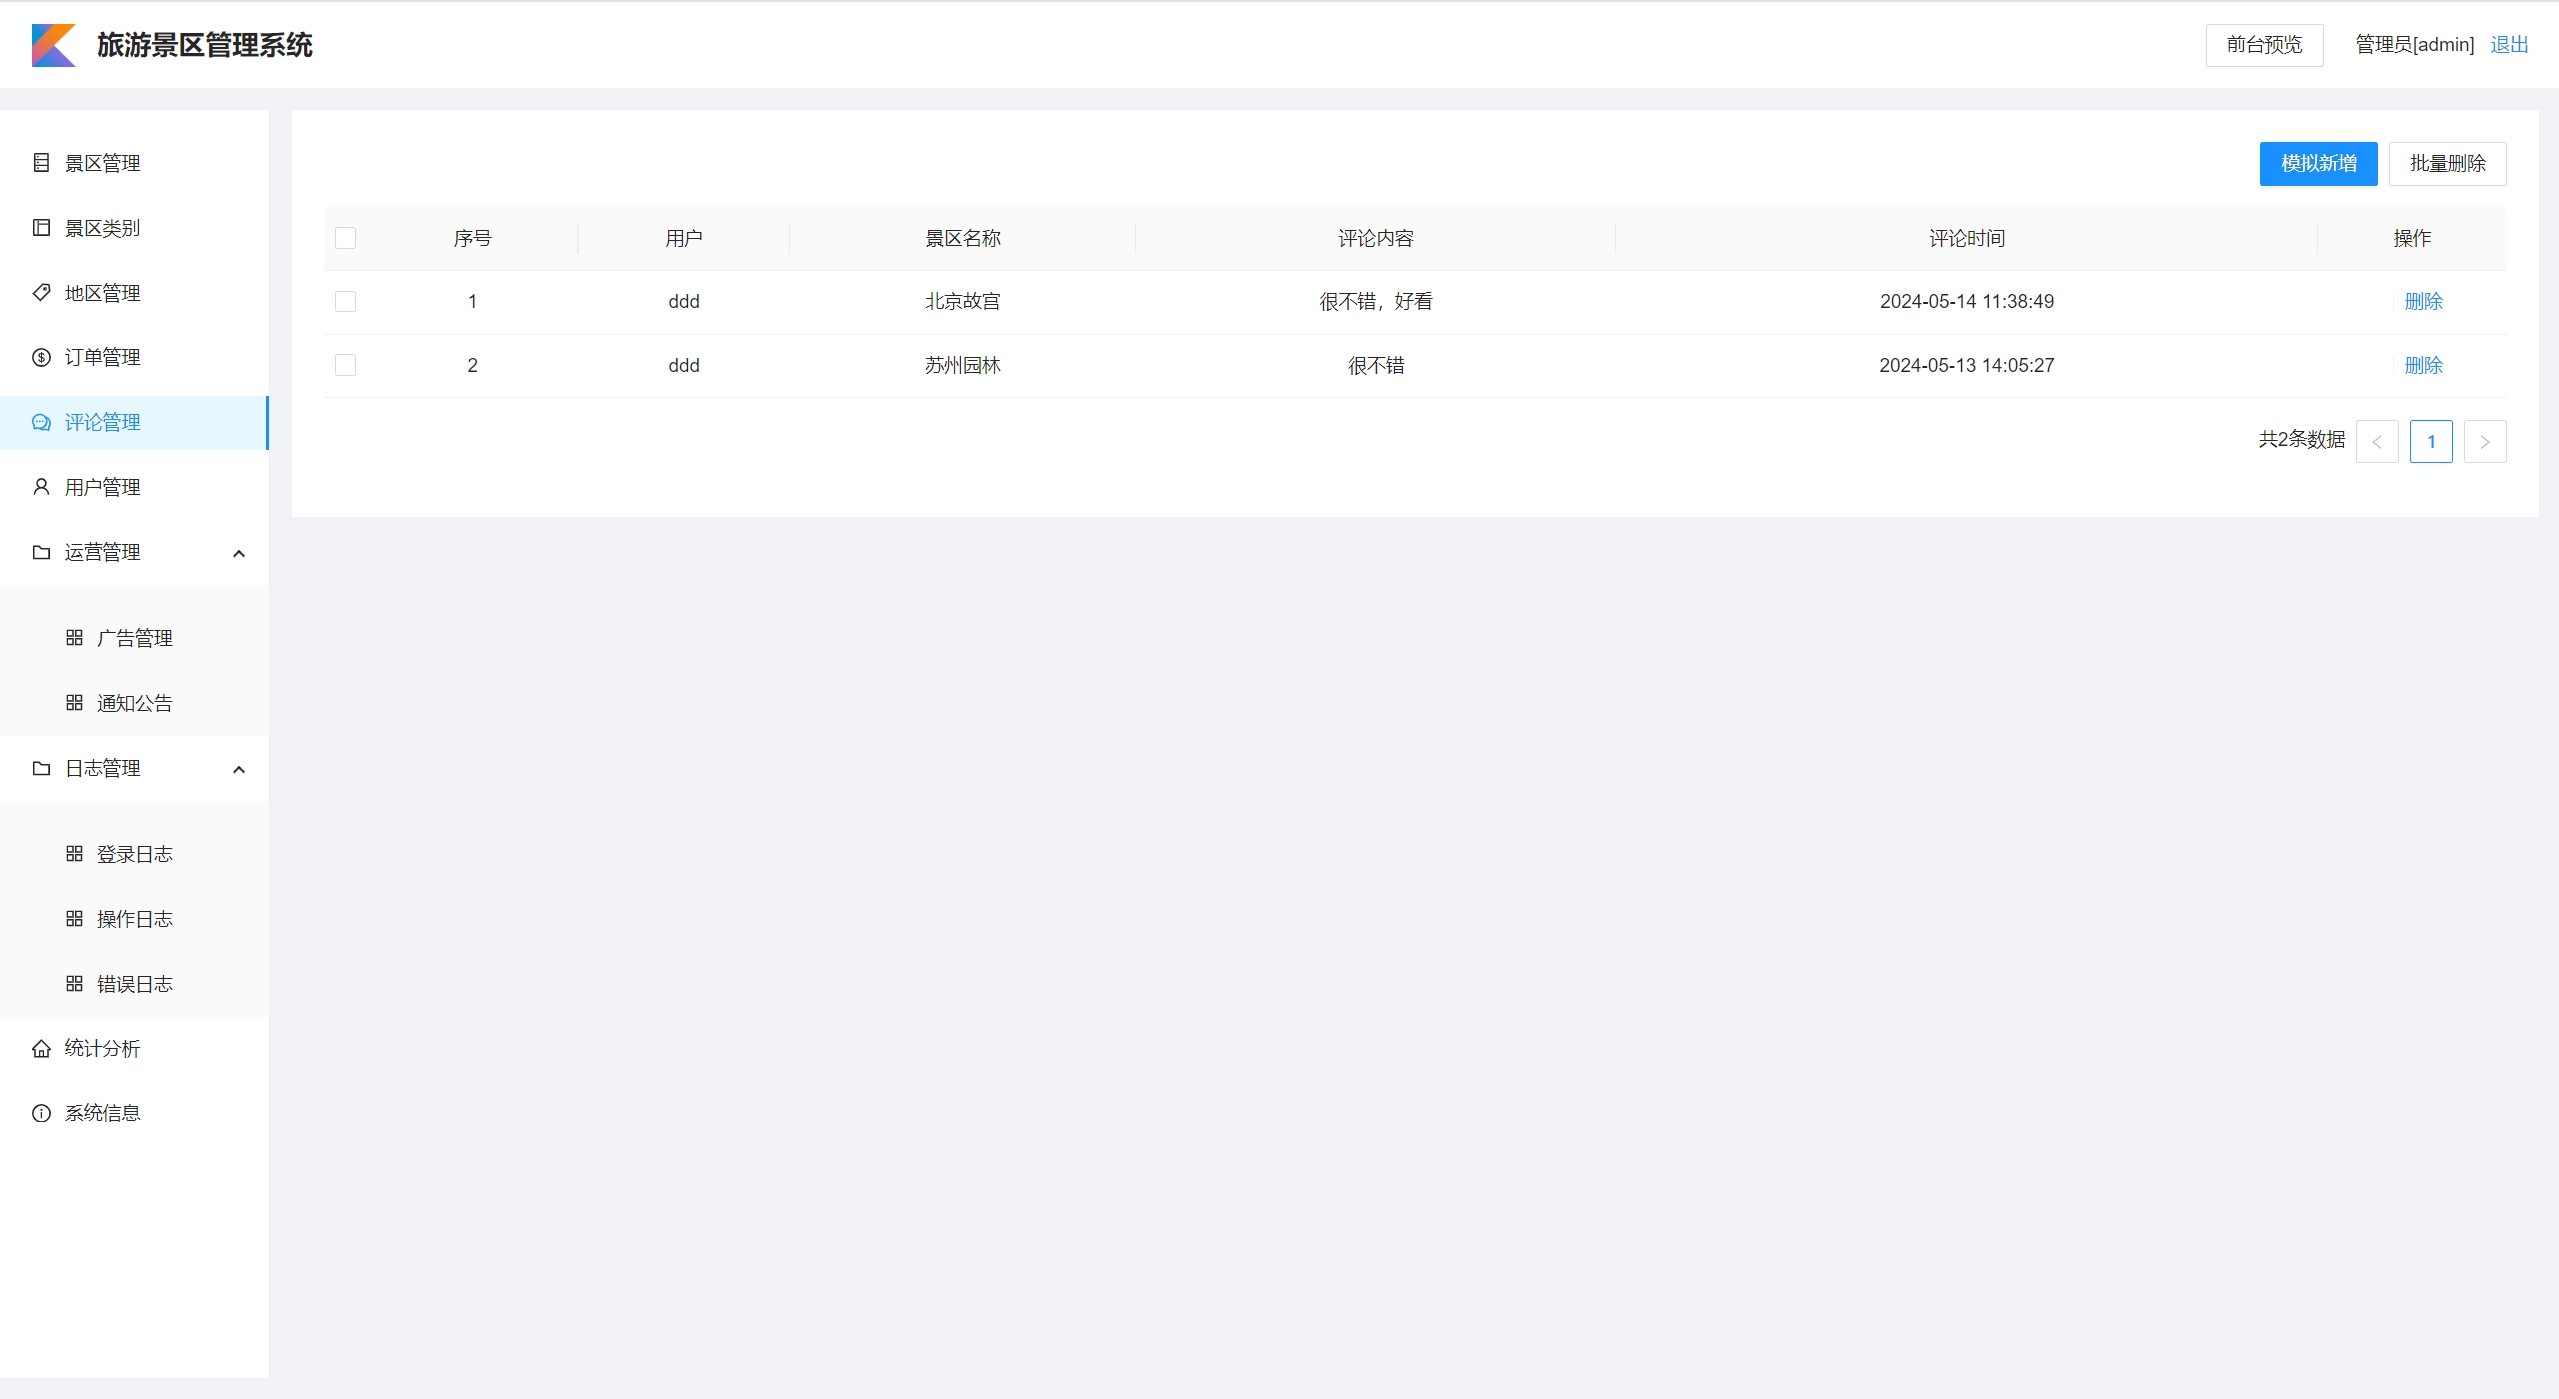 旅游景区管理系统
前台预览 管理员[admin] 退出
景区管理
景区类别
地区管理
订单管理
评论管理
用户管理
运营管理
广告管理
通知公告
日志管理
登录日志
操作日志
错误日志
统计分析
系统信息
模拟新增 批量删除
序号 用户 景区名称 评论内容 评论时间 操作
1 ddd 北京故宫 很不错，好看 2024-05-14 11:38:49 删除
2 ddd 苏州园林 很不错 2024-05-13 14:05:27 删除
共2条数据 < 1 >